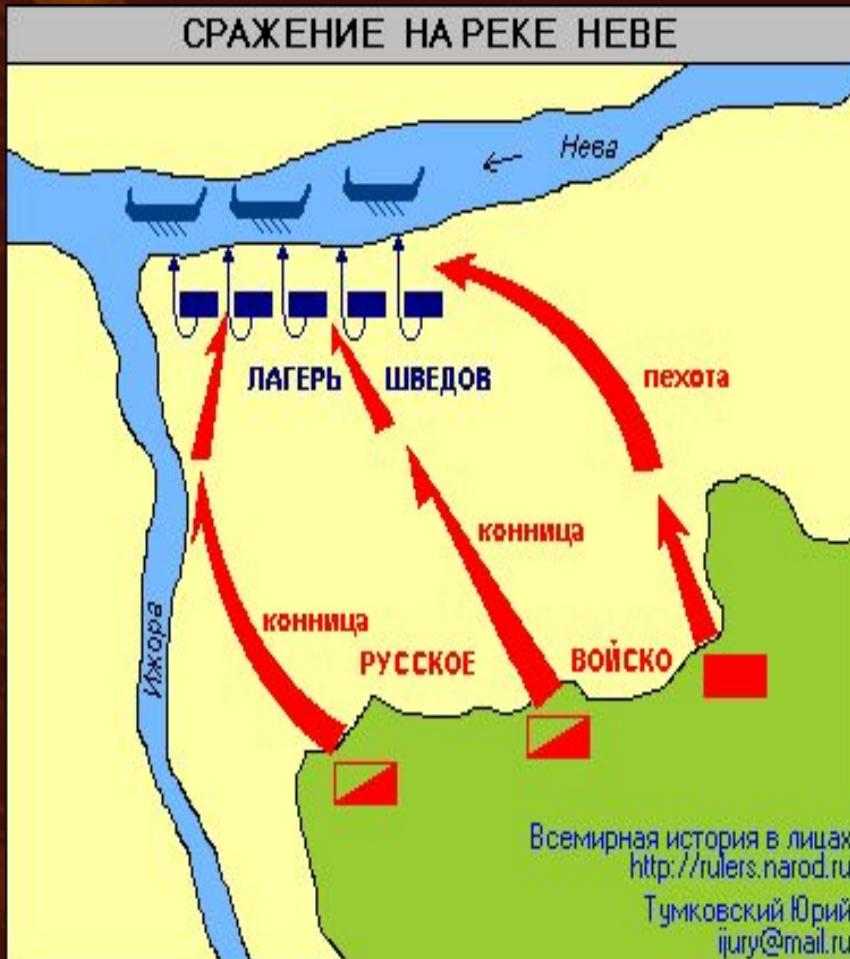 СРАЖЕНИЕ НА РЕКЕ НЕВЕ
Нева
ЛАГЕРЬ ШВЕДОВ
пехота
конница
конница
Ижора
РУССКОЕ ВОЙСКО
Всемирная история в лицах
http://rulers.narod.ru
Тумковский Юрий
ijury@mail.ru